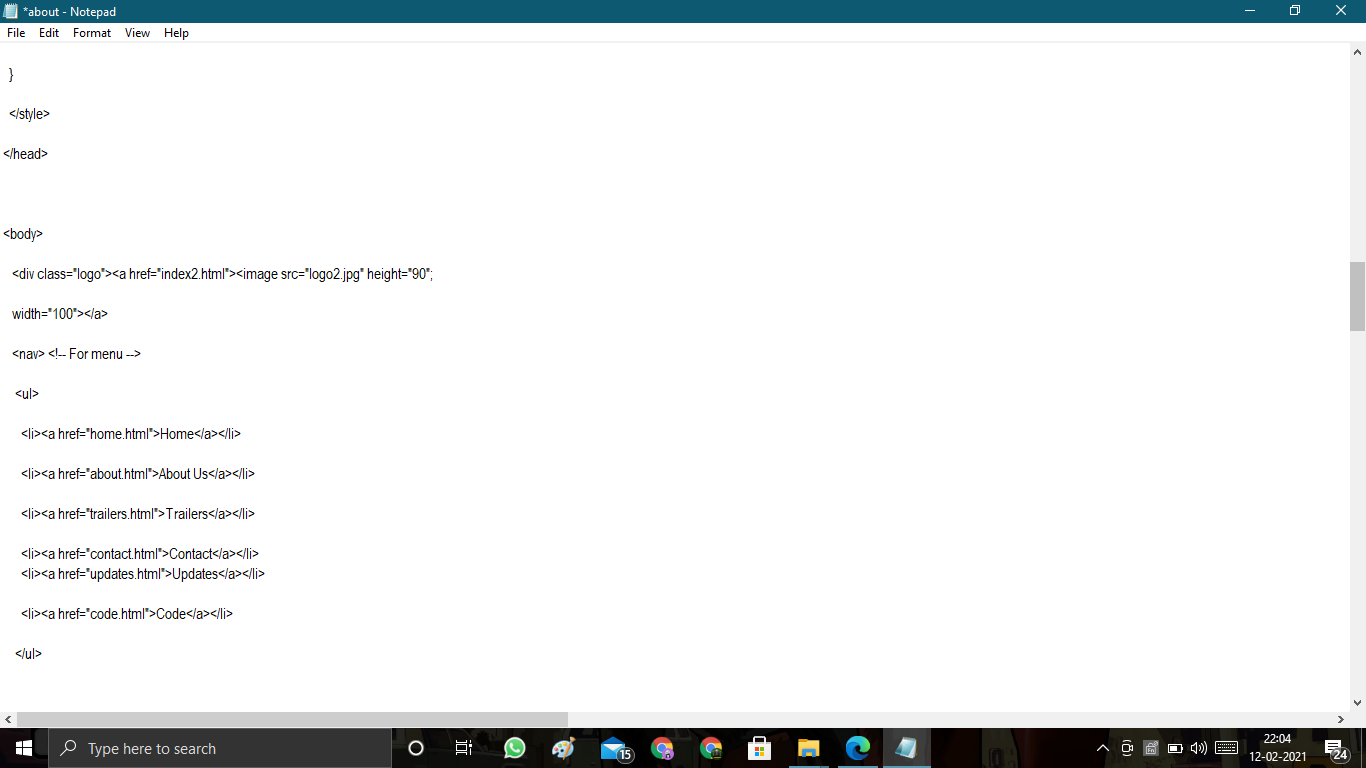 *about - Notepad
File Edit Format View Help
}
</style>
</head>
<body>
<div class="logo"><a href="index2.html"><image src="logo2.jpg" height="90";
width="100"></a>
<nav> <!-- For menu -->
<ul>
<li><a href="home.html">Home</a></li>
<li><a href="about.html">About Us</a></li>
<li><a href="trailers.html">Trailers</a></li>
<li><a href="contact.html">Contact</a></li>
<li><a href="updates.html">Updates</a></li>
<li><a href="code.html">Code</a></li>
</ul>
Type here to search
15
22:04
12-02-2021
24